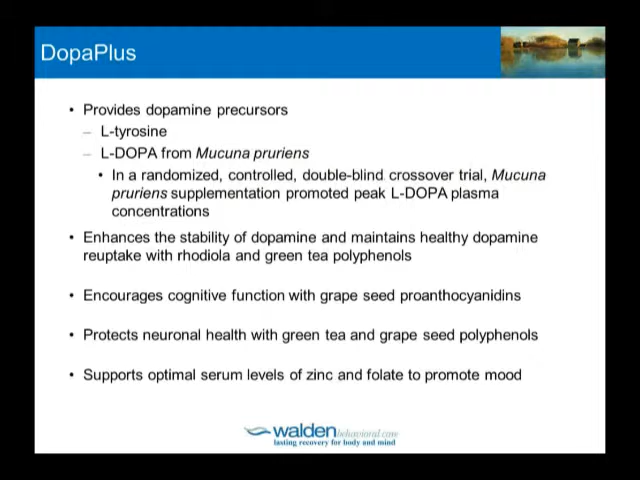 DopaPlus
• Provides dopamine precursors
– L-tyrosine
– L-DOPA from Mucuna pruriens
• In a randomized, controlled, double-blind crossover trial, Mucuna
pruriens supplementation promoted peak L-DOPA plasma
concentrations
• Enhances the stability of dopamine and maintains healthy dopamine
reuptake with rhodiola and green tea polyphenols
• Encourages cognitive function with grape seed proanthocyanidins
• Protects neuronal health with green tea and grape seed polyphenols
• Supports optimal serum levels of zinc and folate to promote mood
walden behavioral care
lasting recovery for body and mind